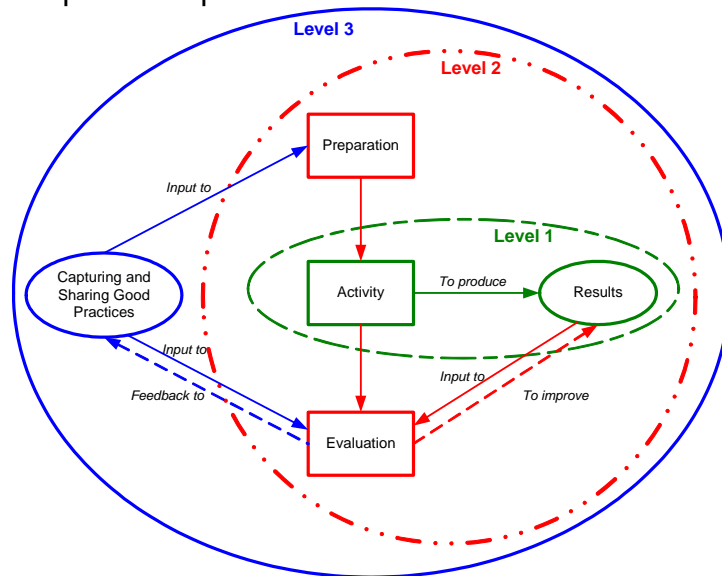 Level 3
Level 2
Preparation
Input to
Level 1
Capturing and
Sharing Good
Practices
Activity
To produce
Results
Input to
Feedback to
Input to
To improve
Evaluation